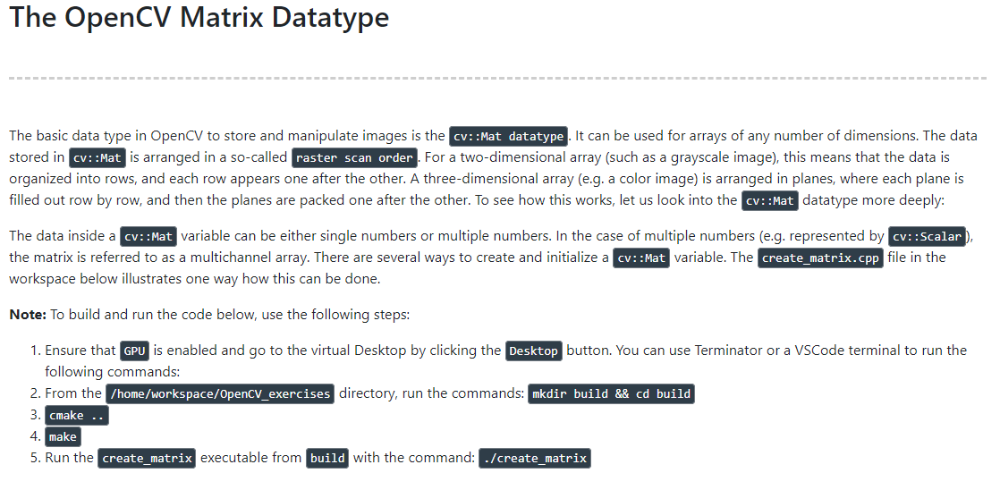 The OpenCV Matrix Datatype
The basic data type in OpenCV to store and manipulate images is the cv::Mat datatype. It can be used for arrays of any number of dimensions. The data
stored in cv::Mat is arranged in a so-called raster scan order. For a two-dimensional array (such as a grayscale image), this means that the data is
organized into rows, and each row appears one after the other. A three-dimensional array (e.g. a color image) is arranged in planes, where each plane is
filled out row by row, and then the planes are packed one after the other. To see how this works, let us look into the cv::Mat datatype more deeply:
The data inside a cv::Mat variable can be either single numbers or multiple numbers. In the case of multiple numbers (e.g. represented by cv::Scalar),
the matrix is referred to as a multichannel array. There are several ways to create and initialize a cv::Mat variable. The create_matrix.cpp file in the
workspace below illustrates one way how this can be done.
Note: To build and run the code below, use the following steps:
1. Ensure that GPU is enabled and go to the virtual Desktop by clicking the Desktop button. You can use Terminator or a VSCode terminal to run the
following commands:
2. From the /home/workspace/OpenCV_exercises directory, run the commands: mkdir build && cd build
3. cmake ..
4. make
5. Run the create_matrix executable from build with the command: ./create_matrix